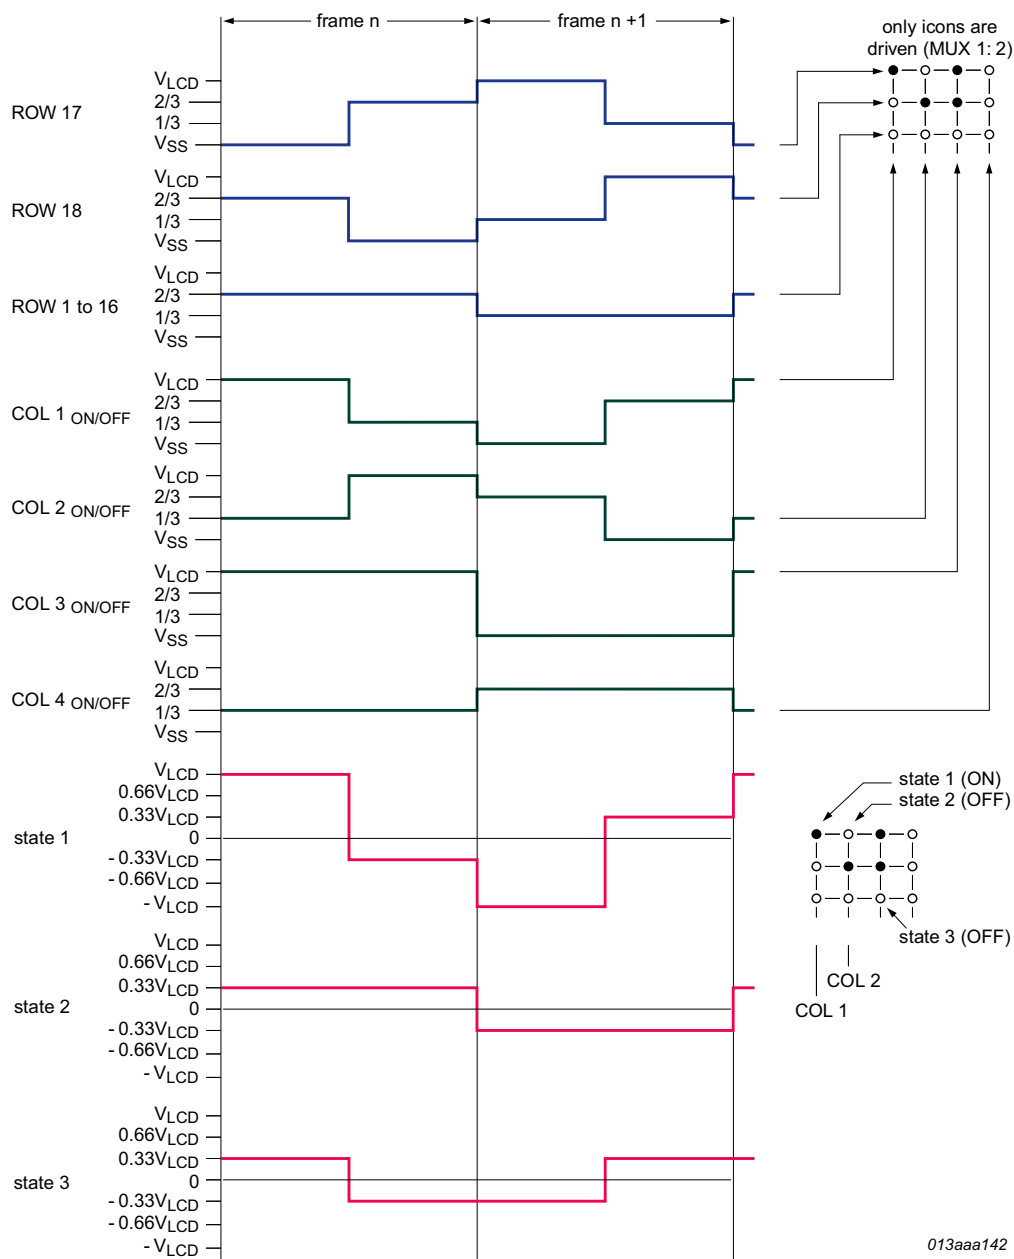 frame n
frame n +1
only icons are
driven (MUX 1: 2)
ROW 17
VLCD
2/3
1/3
VSS
ROW 18
VLCD
2/3
1/3
VSS
ROW 1 to 16
VLCD
2/3
1/3
VSS
COL 1 ON/OFF
VLCD
2/3
1/3
VSS
COL 2 ON/OFF
VLCD
2/3
1/3
VSS
COL 3 ON/OFF
VLCD
2/3
1/3
VSS
COL 4 ON/OFF
VLCD
2/3
1/3
VSS
state 1
VLCD
0.66VLCD
0.33VLCD
0
- 0.33VLCD
- 0.66VLCD
- VLCD
state 1 (ON)
state 2 (OFF)
state 3 (OFF)
COL 2
COL 1
state 2
VLCD
0.66VLCD
0.33VLCD
0
- 0.33VLCD
- 0.66VLCD
- VLCD
state 3
VLCD
0.66VLCD
0.33VLCD
0
- 0.33VLCD
- 0.66VLCD
- VLCD
013aaa142